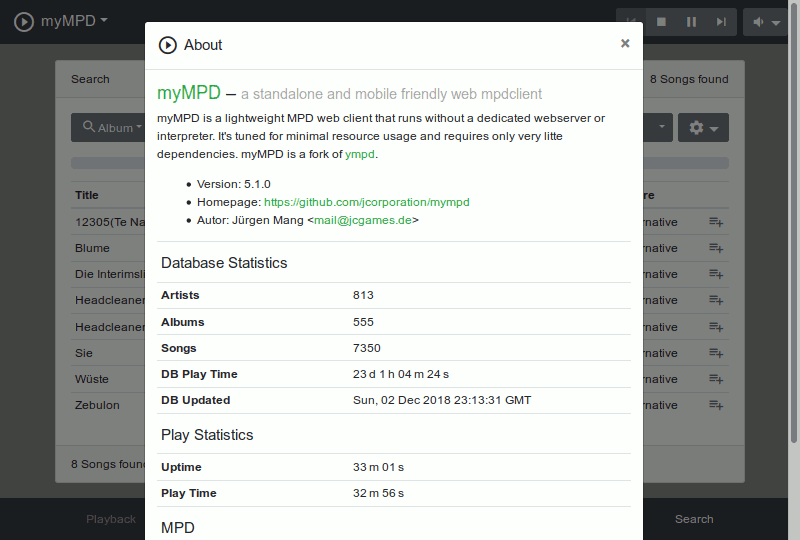 myMPD
About
×
Search
8 Songs found
myMPD – a standalone and mobile friendly web mpdclient
myMPD is a lightweight MPD web client that runs without a dedicated webserver or
interpreter. It's tuned for minimal resource usage and requires only very litte
dependencies. myMPD is a fork of ympd.
Album
• Version: 5.1.0
• Homepage: https://github.com/jcorporation/mympd
• Autor: Jürgen Mang <mail@jcgames.de>
Title
re
12305(Te Na
rnative
Blume
rnative
Die Interimsli
rnative
Headcleaner
rnative
Headcleaner
rnative
Sie
rnative
Wüste
rnative
Zebulon
rnative
Database Statistics
Artists 813
Albums 555
Songs 7350
DB Play Time 23 d 1 h 04 m 24 s
DB Updated Sun, 02 Dec 2018 23:13:31 GMT
Play Statistics
Uptime 33 m 01 s
Play Time 32 m 56 s
MPD
8 Songs foun
Playback
Search